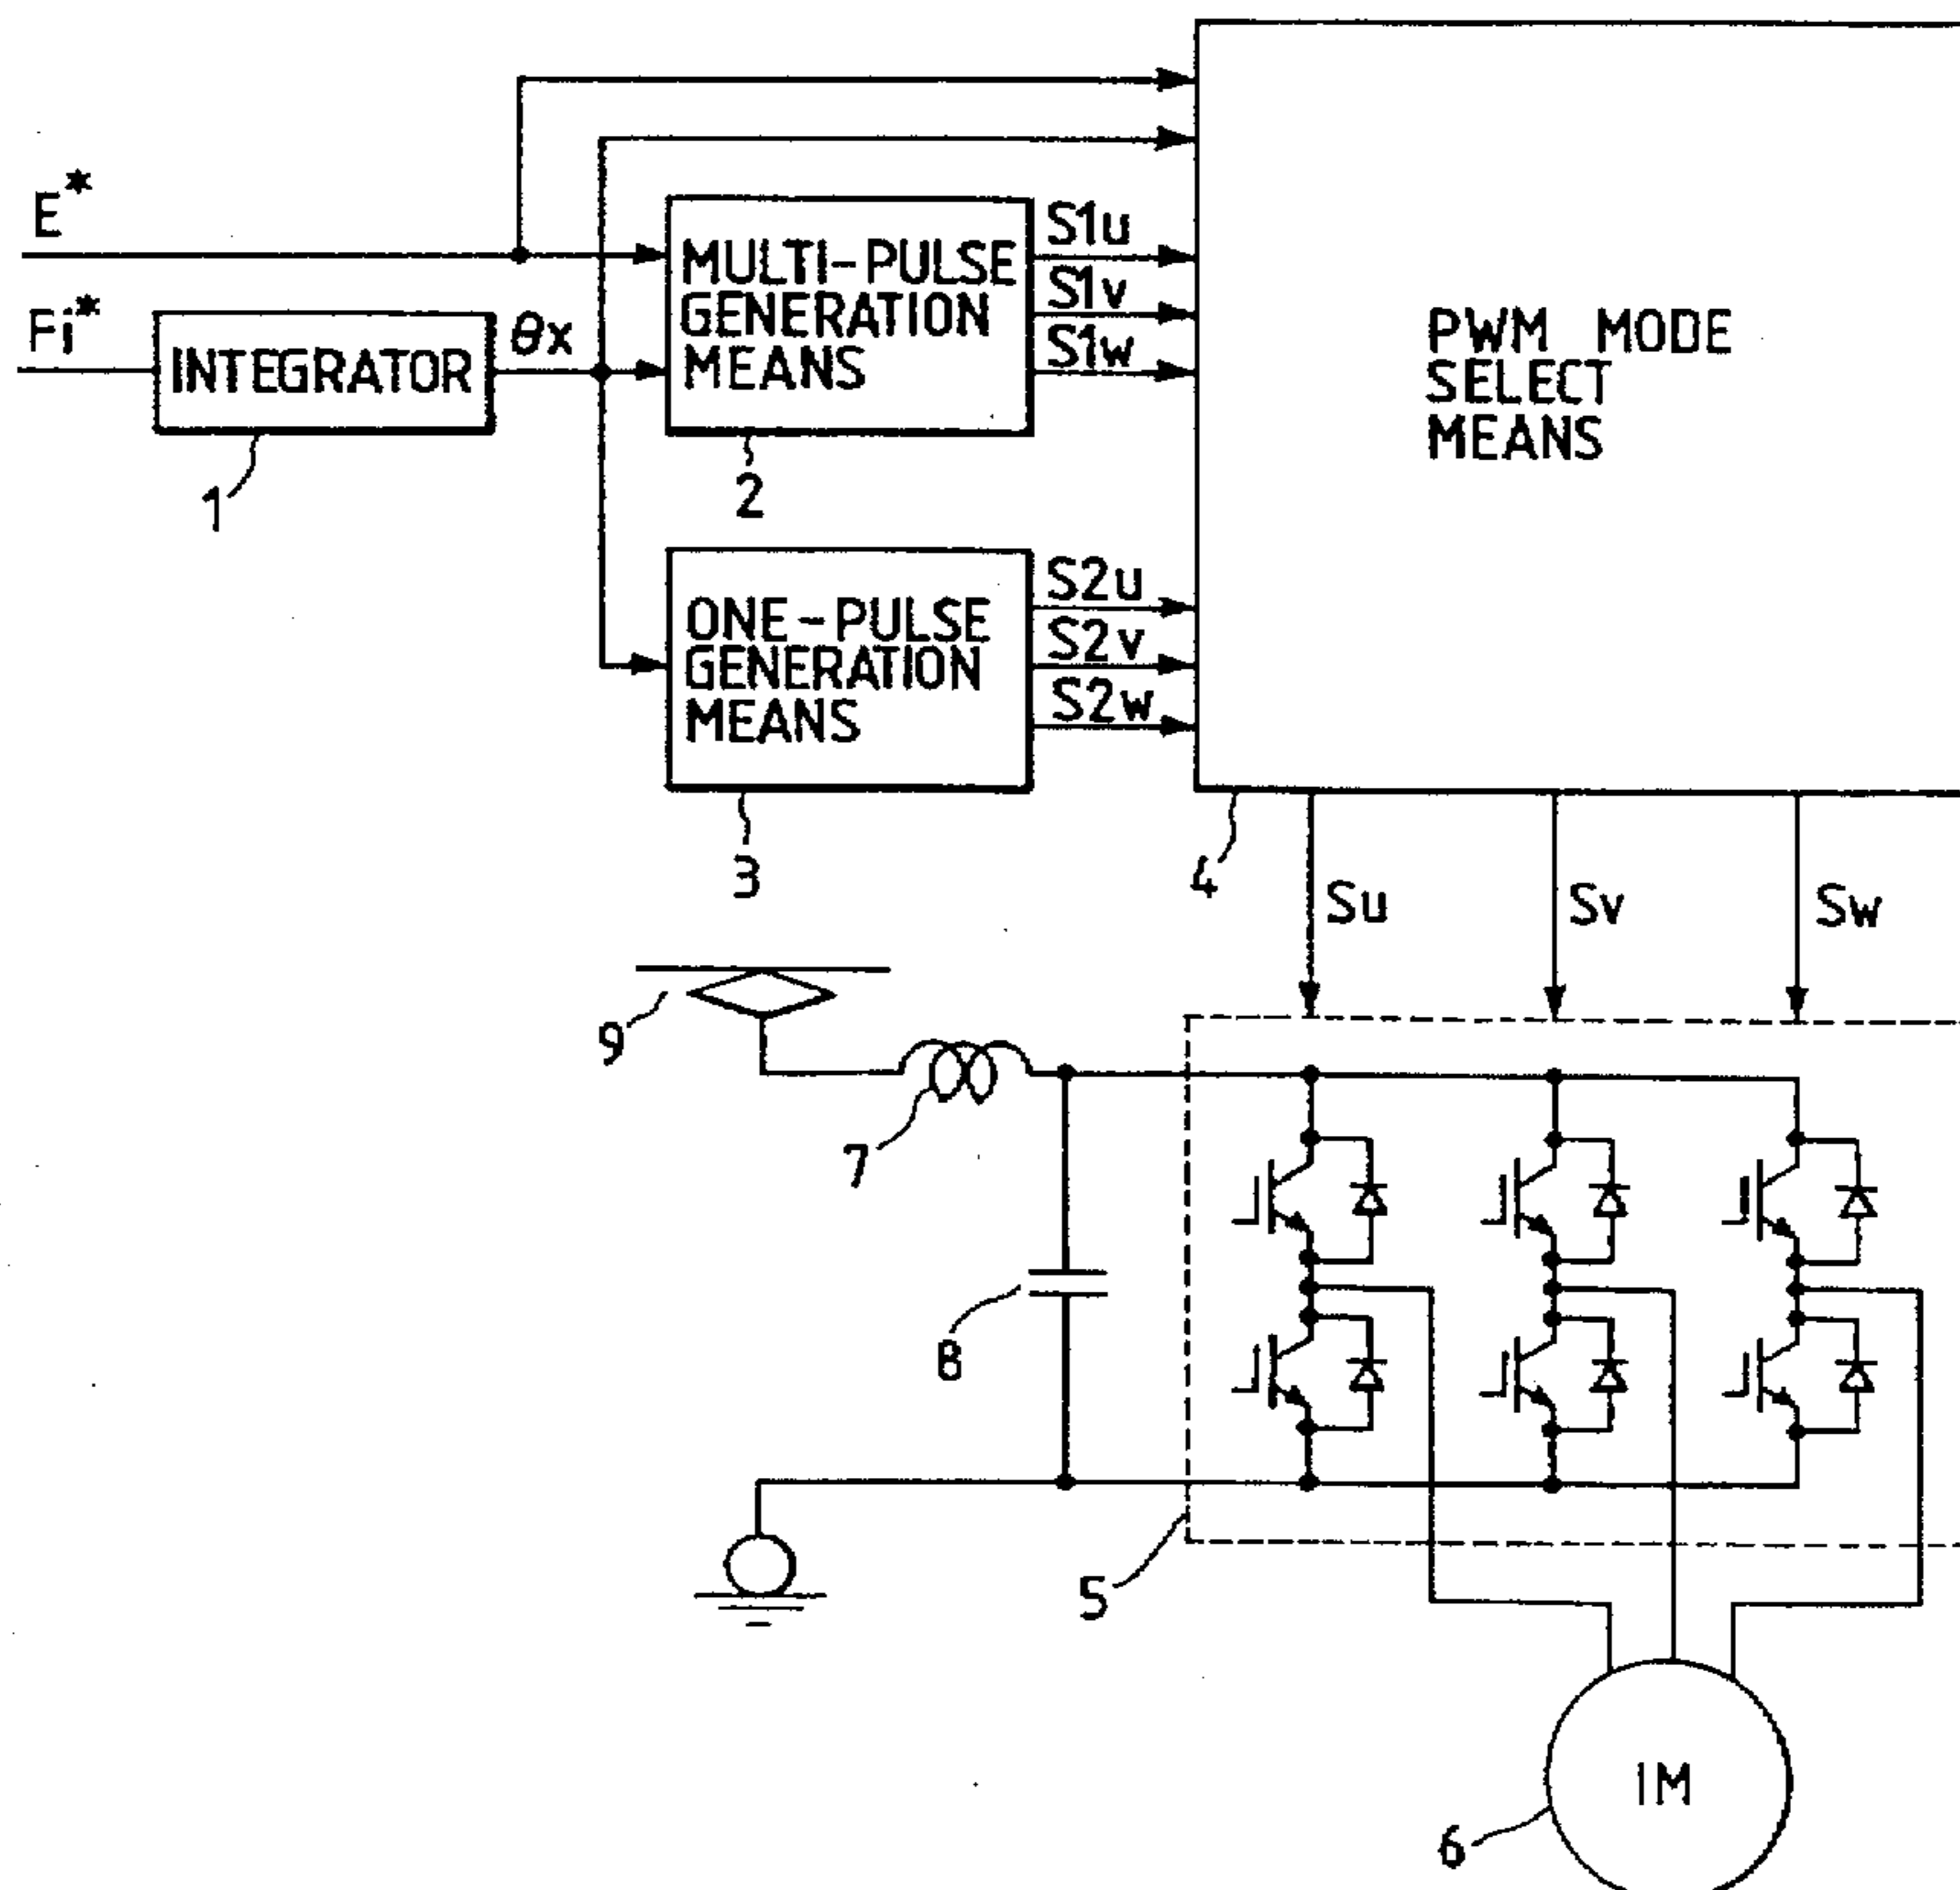 E*
Fi*
INTEGRATOR
θx
1
MULTI-PULSE
GENERATION
MEANS
2
S1u
S1v
S1w
ONE-PULSE
GENERATION
MEANS
3
S2u
S2v
S2w
PWM MODE
SELECT
MEANS
4
Su
Sv
Sw
9
7
8
5
IM
6